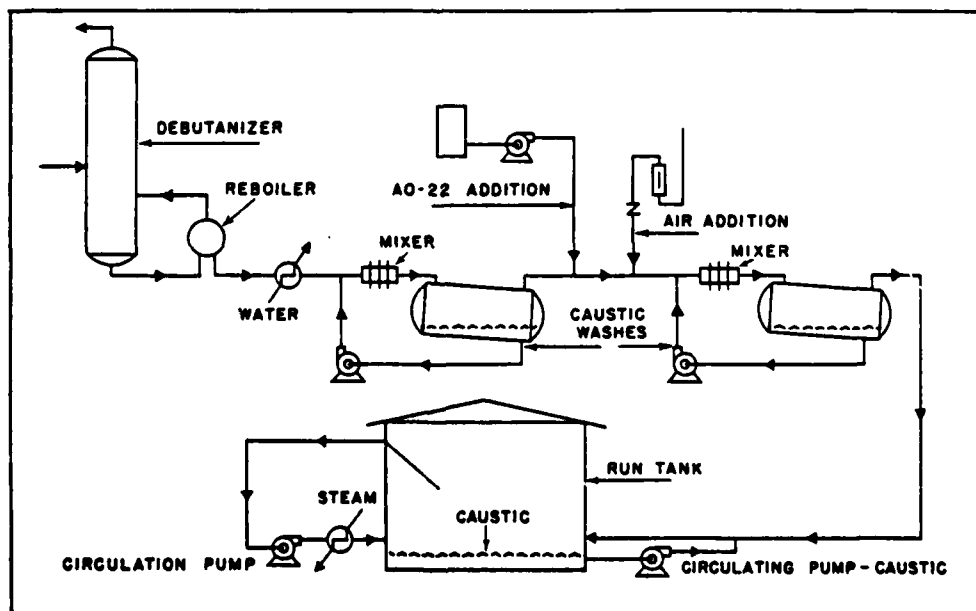 DEBUTANIZER
REBOILER
AO-22 ADDITION
AIR ADDITION
MIXER
MIXER
WATER
CAUSTIC
WASHES
RUN TANK
STEAM
CAUSTIC
CIRCULATION PUMP
CIRCULATING PUMP-CAUSTIC